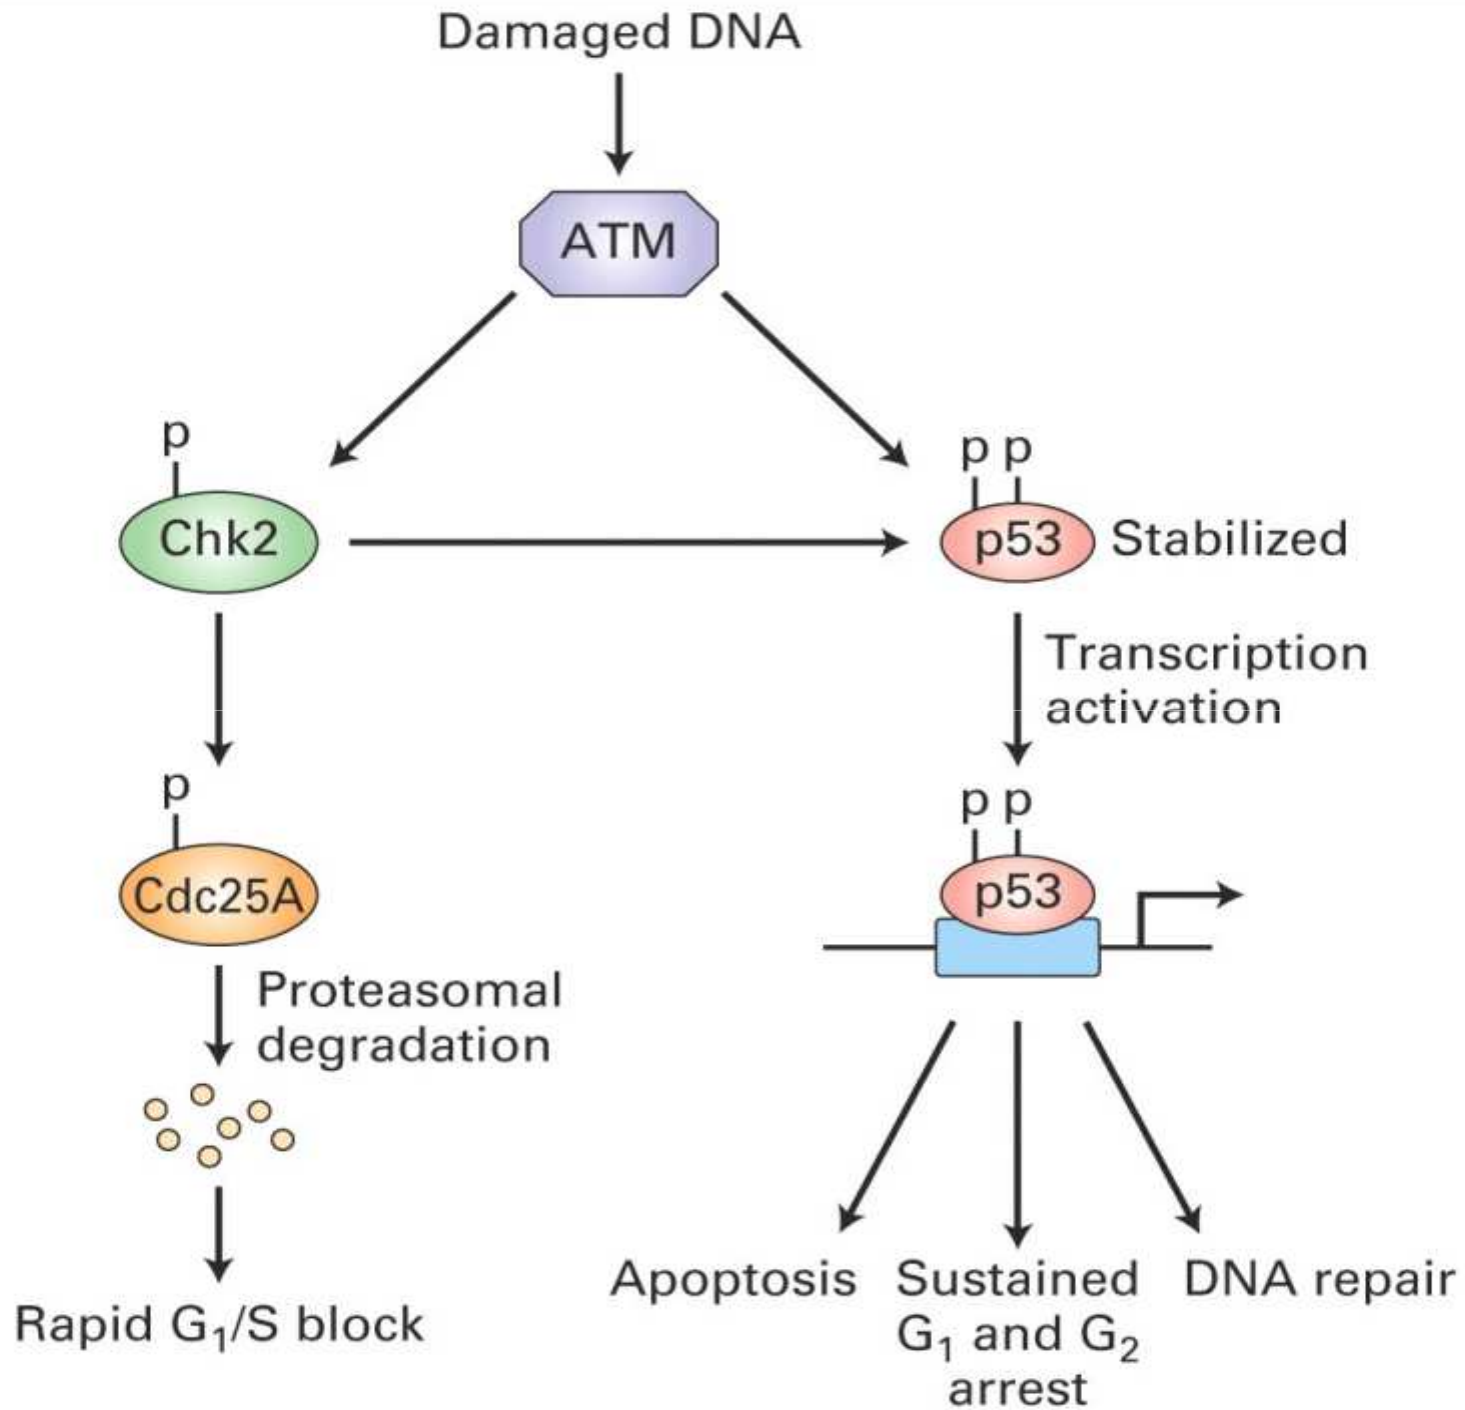 Damaged DNA
ATM
p
Chk2
p p
p53
Stabilized
Transcription
activation
p
Cdc25A
p p
p53
Proteasomal
degradation
Rapid G₁/S block
Apoptosis
Sustained
G₁ and G₂
arrest
DNA repair